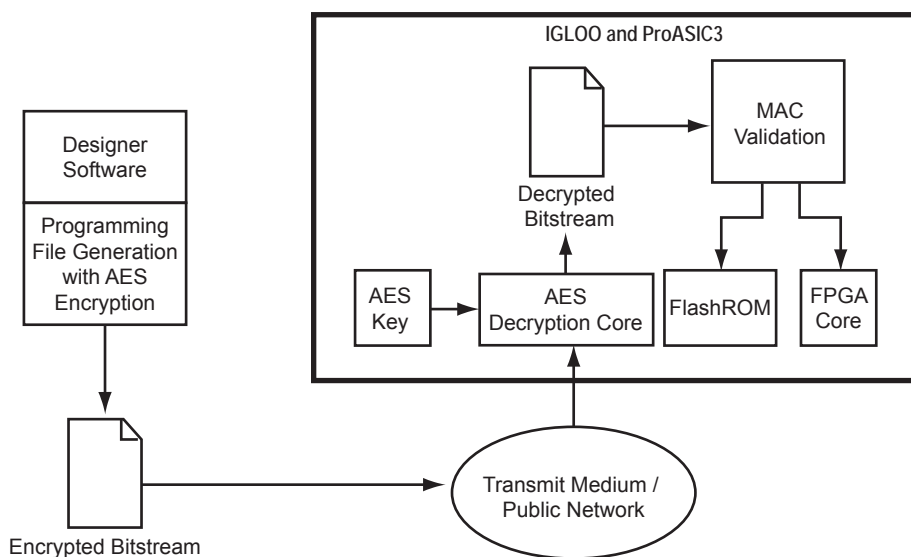 IGLOO and ProASIC3
Designer
Software
Programming
File Generation
with AES
Encryption
Encrypted Bitstream
Transmit Medium /
Public Network
AES
Key
AES
Decryption Core
Decrypted
Bitstream
MAC
Validation
FlashROM
FPGA
Core